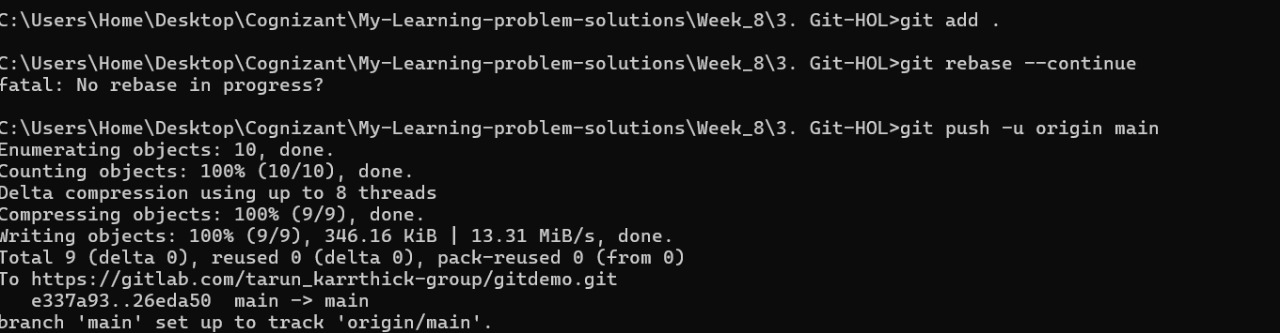 C:\Users\Home\Desktop\Cognizant\My-Learning-problem-solutions\Week_8\3. Git-HOL>git add .
C:\Users\Home\Desktop\Cognizant\My-Learning-problem-solutions\Week_8\3. Git-HOL>git rebase --continue
fatal: No rebase in progress?
C:\Users\Home\Desktop\Cognizant\My-Learning-problem-solutions\Week_8\3. Git-HOL>git push -u origin main
Enumerating objects: 10, done.
Counting objects: 100% (10/10), done.
Delta compression using up to 8 threads
Compressing objects: 100% (9/9), done.
Writing objects: 100% (9/9), 346.16 KiB | 13.31 MiB/s, done.
Total 9 (delta 0), reused 0 (delta 0), pack-reused 0 (from 0)
To https://gitlab.com/tarun_karrthick-group/gitdemo.git
   e337a93..26eda50  main -> main
branch 'main' set up to track 'origin/main'.